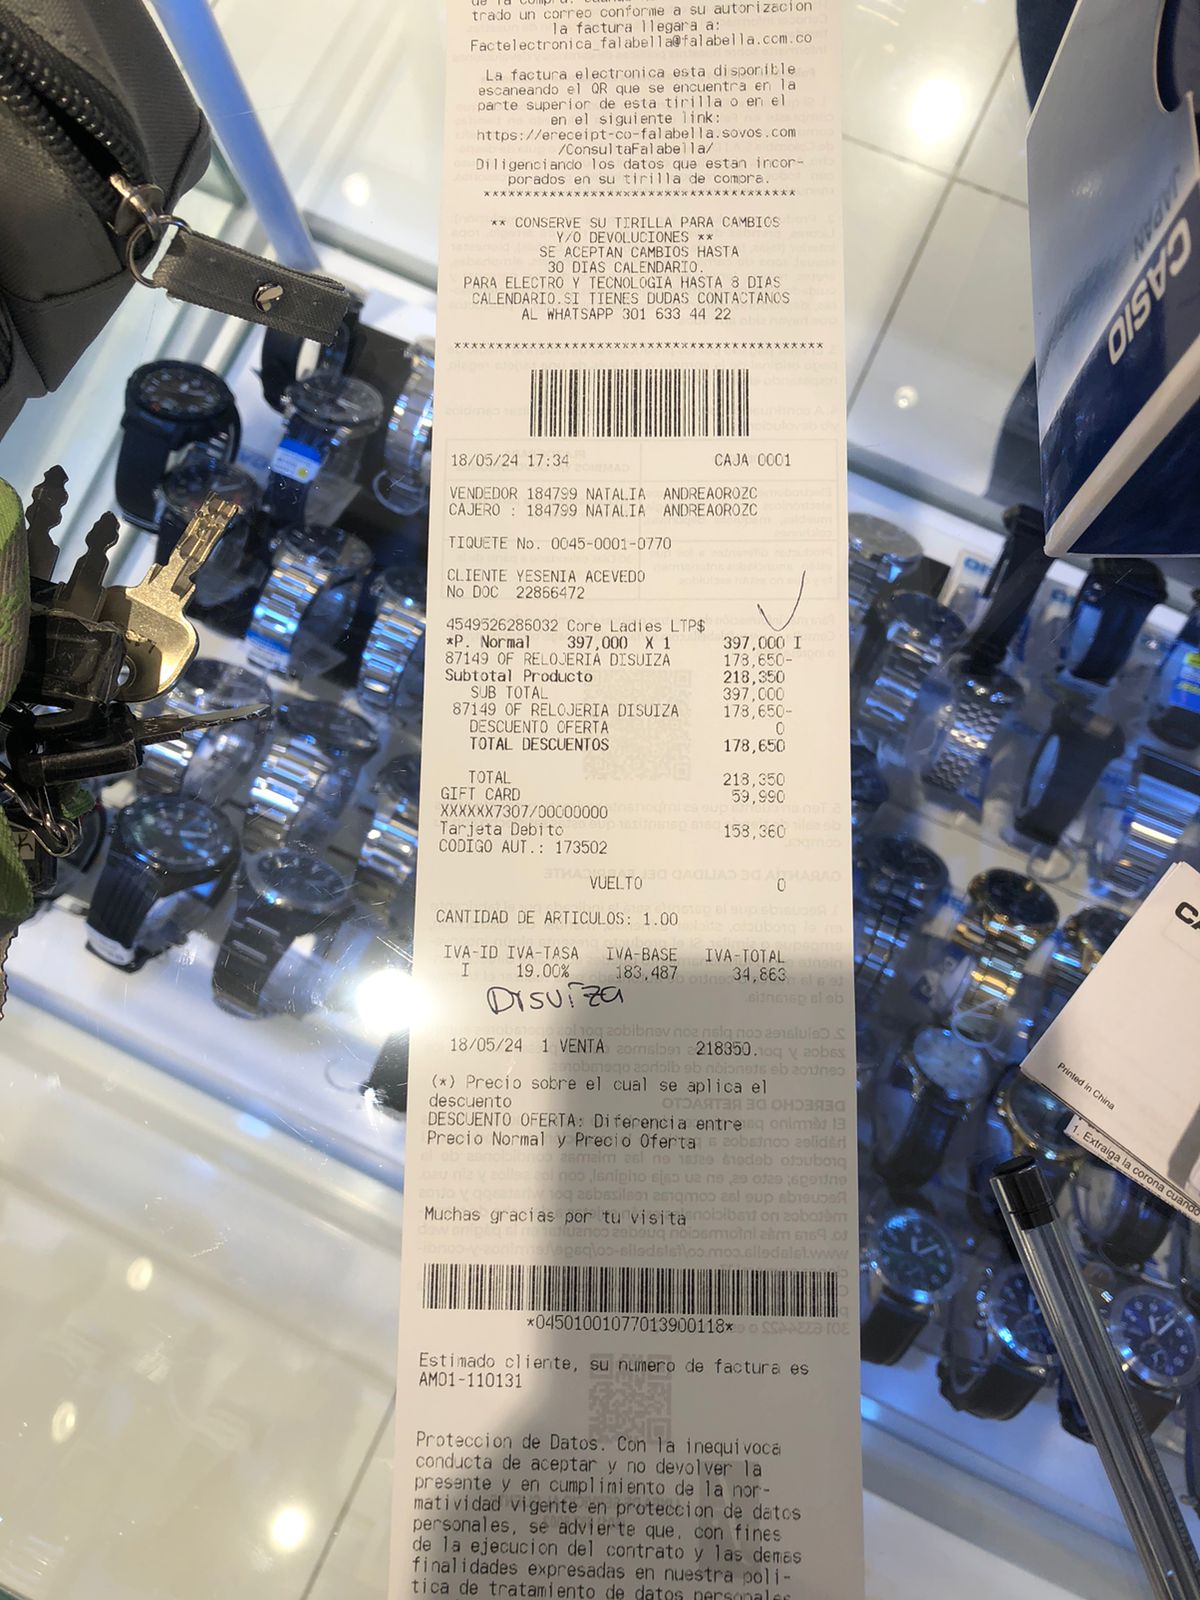 trado un correo conforme a su autorizacion
la factura llegara a:
Factelectronica_falabella@falabella.com.co
La factura electronica esta disponible
escaneando el QR que se encuentra en la
parte superior de esta tirilla o en el
en el siguiente link:
https://ereceipt-co-falabella.sovos.com
/ConsultaFalabella/
Diligenciando los datos que estan incor-
porados en su tirilla de compra.
** CONSERVE SU TIRILLA PARA CAMBIOS
Y/O DEVOLUCIONES **
SE ACEPTAN CAMBIOS HASTA
30 DIAS CALENDARIO.
PARA ELECTRO Y TECNOLOGIA HASTA 8 DIAS
CALENDARIO.SI TIENES DUDAS CONTACTANOS
AL WHATSAPP 301 633 44 22
18/05/24 17:34 CAJA 0001
VENDEDOR 184799 NATALIA ANDREAOROZC
CAJERO : 184799 NATALIA ANDREAOROZC
TIQUETE No. 0045-0001-0770
CLIENTE YESENIA ACEVEDO
No DOC 22866472
4549526286032 Core Ladies LTP$
*P. Normal 397,000 X 1 397,000 I
87149 OF RELOJERIA DISUIZA 178,650-
Subtotal Producto 218,350
SUB TOTAL 397,000
87149 OF RELOJERIA DISUIZA 178,650-
DESCUENTO OFERTA 0
TOTAL DESCUENTOS 178,650
TOTAL 218,350
GIFT CARD 59,990
XXXXXX7307/00000000
Tarjeta Debito 158,360
CODIGO AUT.: 173502
VUELTO 0
CANTIDAD DE ARTICULOS: 1.00
IVA-ID IVA-TASA IVA-BASE IVA-TOTAL
I 19.00% 183,487 34,863
Disuiza
18/05/24 1 VENTA 218350.
(*) Precio sobre el cual se aplica el
descuento
DESCUENTO OFERTA: Diferencia entre
Precio Normal y Precio Oferta
Muchas gracias por tu visita
*04501001077013900118*
Estimado cliente, su numero de factura es
AM01-110131
Proteccion de Datos. Con la inequivoca
conducta de aceptar y no devolver la
presente y en cumplimiento de la nor-
matividad vigente en proteccion de datos
personales, se advierte que, con fines
de la ejecucion del contrato y las demas
finalidades expresadas en nuestra poli-
tica de tratamiento de datos personales
CASIO
JAPAN
CA
Printed in China
1. Extraiga la corona cuando